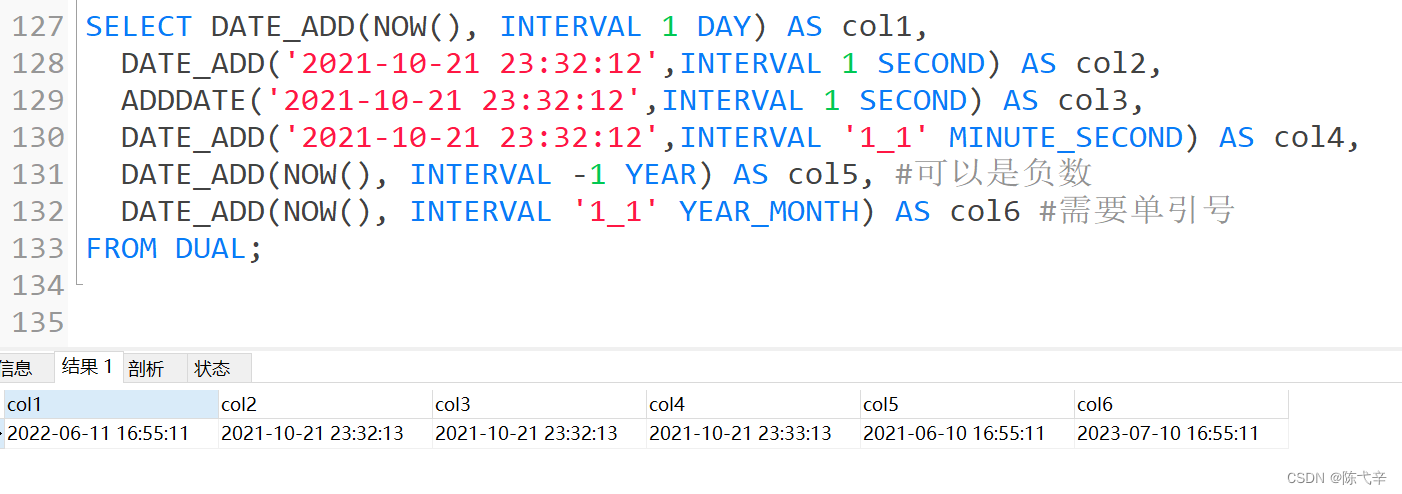 127 SELECT DATE_ADD(NOW(), INTERVAL 1 DAY) AS col1,
128 DATE_ADD('2021-10-21 23:32:12',INTERVAL 1 SECOND) AS col2,
129 ADDDATE('2021-10-21 23:32:12',INTERVAL 1 SECOND) AS col3,
130 DATE_ADD('2021-10-21 23:32:12',INTERVAL '1_1' MINUTE_SECOND) AS col4,
131 DATE_ADD(NOW(), INTERVAL -1 YEAR) AS col5, #可以是负数
132 DATE_ADD(NOW(), INTERVAL '1_1' YEAR_MONTH) AS col6 #需要单引号
133 FROM DUAL;
134
135
信息 结果 1 剖析 状态
col1 col2 col3 col4 col5 col6
2022-06-11 16:55:11 2021-10-21 23:32:13 2021-10-21 23:32:13 2021-10-21 23:33:13 2021-06-10 16:55:11 2023-07-10 16:55:11
CSDN @陈弋辛